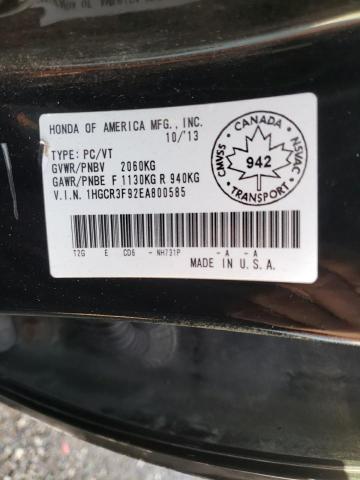 HONDA OF AMERICA MFG., INC.
10/13
TYPE: PC/VT
GVWR/PNBV 2060KG
GAWR/PNBE F 1130KG R 940KG
V.I.N. 1HGCR3F92EA800585
T2G E CD6 - NH731P - A - A
MADE IN U.S.A.
CANADA
CMVSS
942
NSVAC
TRANSPORT